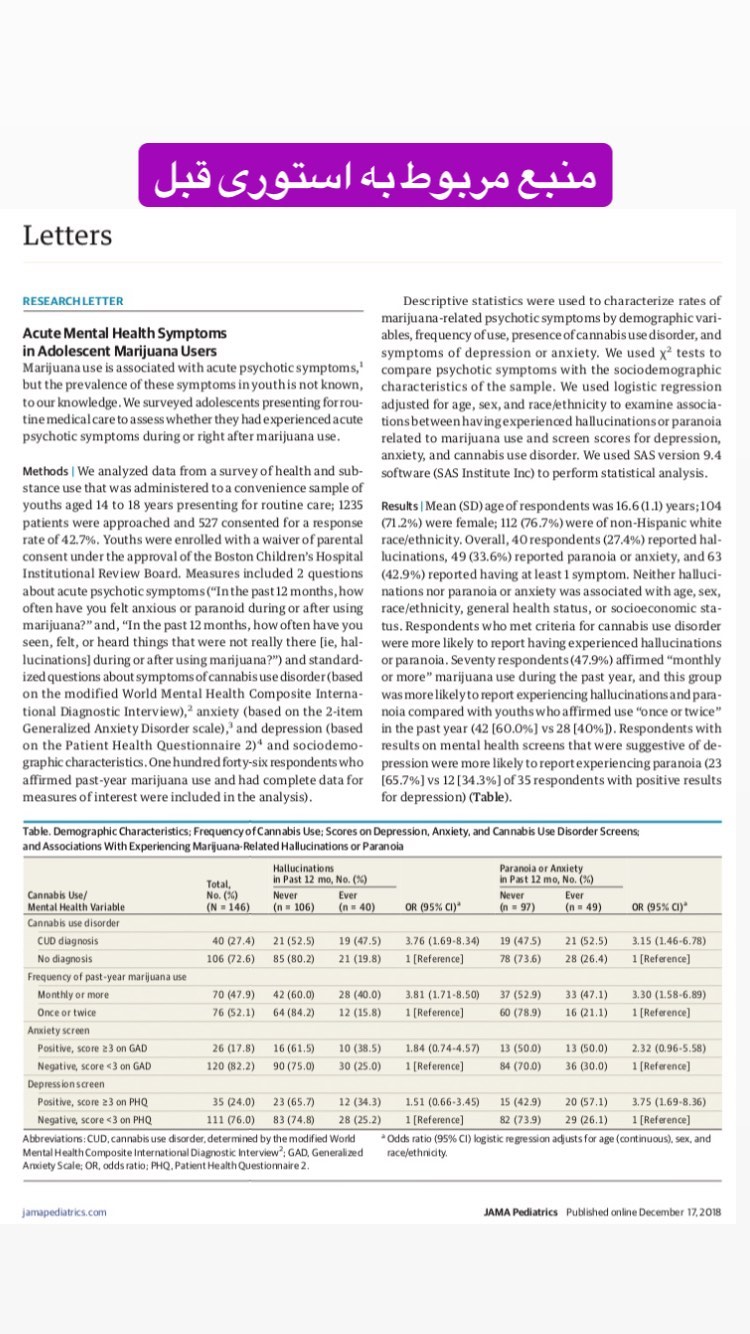 منبع مربوط به استوری قبل
Letters
RESEARCH LETTER
Acute Mental Health Symptoms
in Adolescent Marijuana Users
Marijuana use is associated with acute psychotic symptoms,¹
but the prevalence of these symptoms in youth is not known,
to our knowledge. We surveyed adolescents presenting for rou-
tine medical care to assess whether they had experienced acute
psychotic symptoms during or right after marijuana use.
Methods | We analyzed data from a survey of health and sub-
stance use that was administered to a convenience sample of
youths aged 14 to 18 years presenting for routine care; 1235
patients were approached and 527 consented for a response
rate of 42.7%. Youths were enrolled with a waiver of parental
consent under the approval of the Boston Children's Hospital
Institutional Review Board. Measures included 2 questions
about acute psychotic symptoms ("In the past 12 months, how
often have you felt anxious or paranoid during or after using
marijuana?" and, "In the past 12 months, how often have you
seen, felt, or heard things that were not really there [ie, hal-
lucinations] during or after using marijuana?") and standard-
ized questions about symptoms of cannabis use disorder (based
on the modified World Mental Health Composite Interna-
tional Diagnostic Interview),² anxiety (based on the 2-item
Generalized Anxiety Disorder scale),³ and depression (based
on the Patient Health Questionnaire 2)⁴ and sociodemo-
graphic characteristics. One hundred forty-six respondents who
affirmed past-year marijuana use and had complete data for
measures of interest were included in the analysis).
Descriptive statistics were used to characterize rates of
marijuana-related psychotic symptoms by demographic vari-
ables, frequency of use, presence of cannabis use disorder, and
symptoms of depression or anxiety. We used χ² tests to
compare psychotic symptoms with the sociodemographic
characteristics of the sample. We used logistic regression
adjusted for age, sex, and race/ethnicity to examine associa-
tions between having experienced hallucinations or paranoia
related to marijuana use and screen scores for depression,
anxiety, and cannabis use disorder. We used SAS version 9.4
software (SAS Institute Inc) to perform statistical analysis.
Results | Mean (SD) age of respondents was 16.6 (1.1) years; 104
(71.2%) were female; 112 (76.7%) were of non-Hispanic white
race/ethnicity. Overall, 40 respondents (27.4%) reported hal-
lucinations, 49 (33.6%) reported paranoia or anxiety, and 63
(42.9%) reported having at least 1 symptom. Neither halluci-
nations nor paranoia or anxiety was associated with age, sex,
race/ethnicity, general health status, or socioeconomic sta-
tus. Respondents who met criteria for cannabis use disorder
were more likely to report having experienced hallucinations
or paranoia. Seventy respondents (47.9%) affirmed "monthly
or more" marijuana use during the past year, and this group
was more likely to report experiencing hallucinations and para-
noia compared with youths who affirmed use "once or twice"
in the past year (42 [60.0%] vs 28 [40%]). Respondents with
results on mental health screens that were suggestive of de-
pression were more likely to report experiencing paranoia (23
[65.7%] vs 12 [34.3%] of 35 respondents with positive results
for depression) (Table).
Table. Demographic Characteristics; Frequency of Cannabis Use; Scores on Depression, Anxiety, and Cannabis Use Disorder Screens;
and Associations With Experiencing Marijuana-Related Hallucinations or Paranoia
Hallucinations in Past 12 mo, No. (%) Paranoia or Anxiety in Past 12 mo, No. (%)
Cannabis Use/ Mental Health Variable Total, No. (%) (N = 146) Never (n = 106) Ever (n = 40) OR (95% CI)ᵃ Never (n = 97) Ever (n = 49) OR (95% CI)ᵃ
Cannabis use disorder
CUD diagnosis 40 (27.4) 21 (52.5) 19 (47.5) 3.76 (1.69-8.34) 19 (47.5) 21 (52.5) 3.15 (1.46-6.78)
No diagnosis 106 (72.6) 85 (80.2) 21 (19.8) 1 [Reference] 78 (73.6) 28 (26.4) 1 [Reference]
Frequency of past-year marijuana use
Monthly or more 70 (47.9) 42 (60.0) 28 (40.0) 3.81 (1.71-8.50) 37 (52.9) 33 (47.1) 3.30 (1.58-6.89)
Once or twice 76 (52.1) 64 (84.2) 12 (15.8) 1 [Reference] 60 (78.9) 16 (21.1) 1 [Reference]
Anxiety screen
Positive, score ≥3 on GAD 26 (17.8) 16 (61.5) 10 (38.5) 1.84 (0.74-4.57) 13 (50.0) 13 (50.0) 2.32 (0.96-5.58)
Negative, score <3 on GAD 120 (82.2) 90 (75.0) 30 (25.0) 1 [Reference] 84 (70.0) 36 (30.0) 1 [Reference]
Depression screen
Positive, score ≥3 on PHQ 35 (24.0) 23 (65.7) 12 (34.3) 1.51 (0.66-3.45) 15 (42.9) 20 (57.1) 3.75 (1.69-8.36)
Negative, score <3 on PHQ 111 (76.0) 83 (74.8) 28 (25.2) 1 [Reference] 82 (73.9) 29 (26.1) 1 [Reference]
Abbreviations: CUD, cannabis use disorder, determined by the modified World
Mental Health Composite International Diagnostic Interview²; GAD, Generalized
Anxiety Scale; OR, odds ratio; PHQ, Patient Health Questionnaire 2.
ᵃ Odds ratio (95% CI) logistic regression adjusts for age (continuous), sex, and
race/ethnicity.
jamapediatrics.com
JAMA Pediatrics Published online December 17, 2018